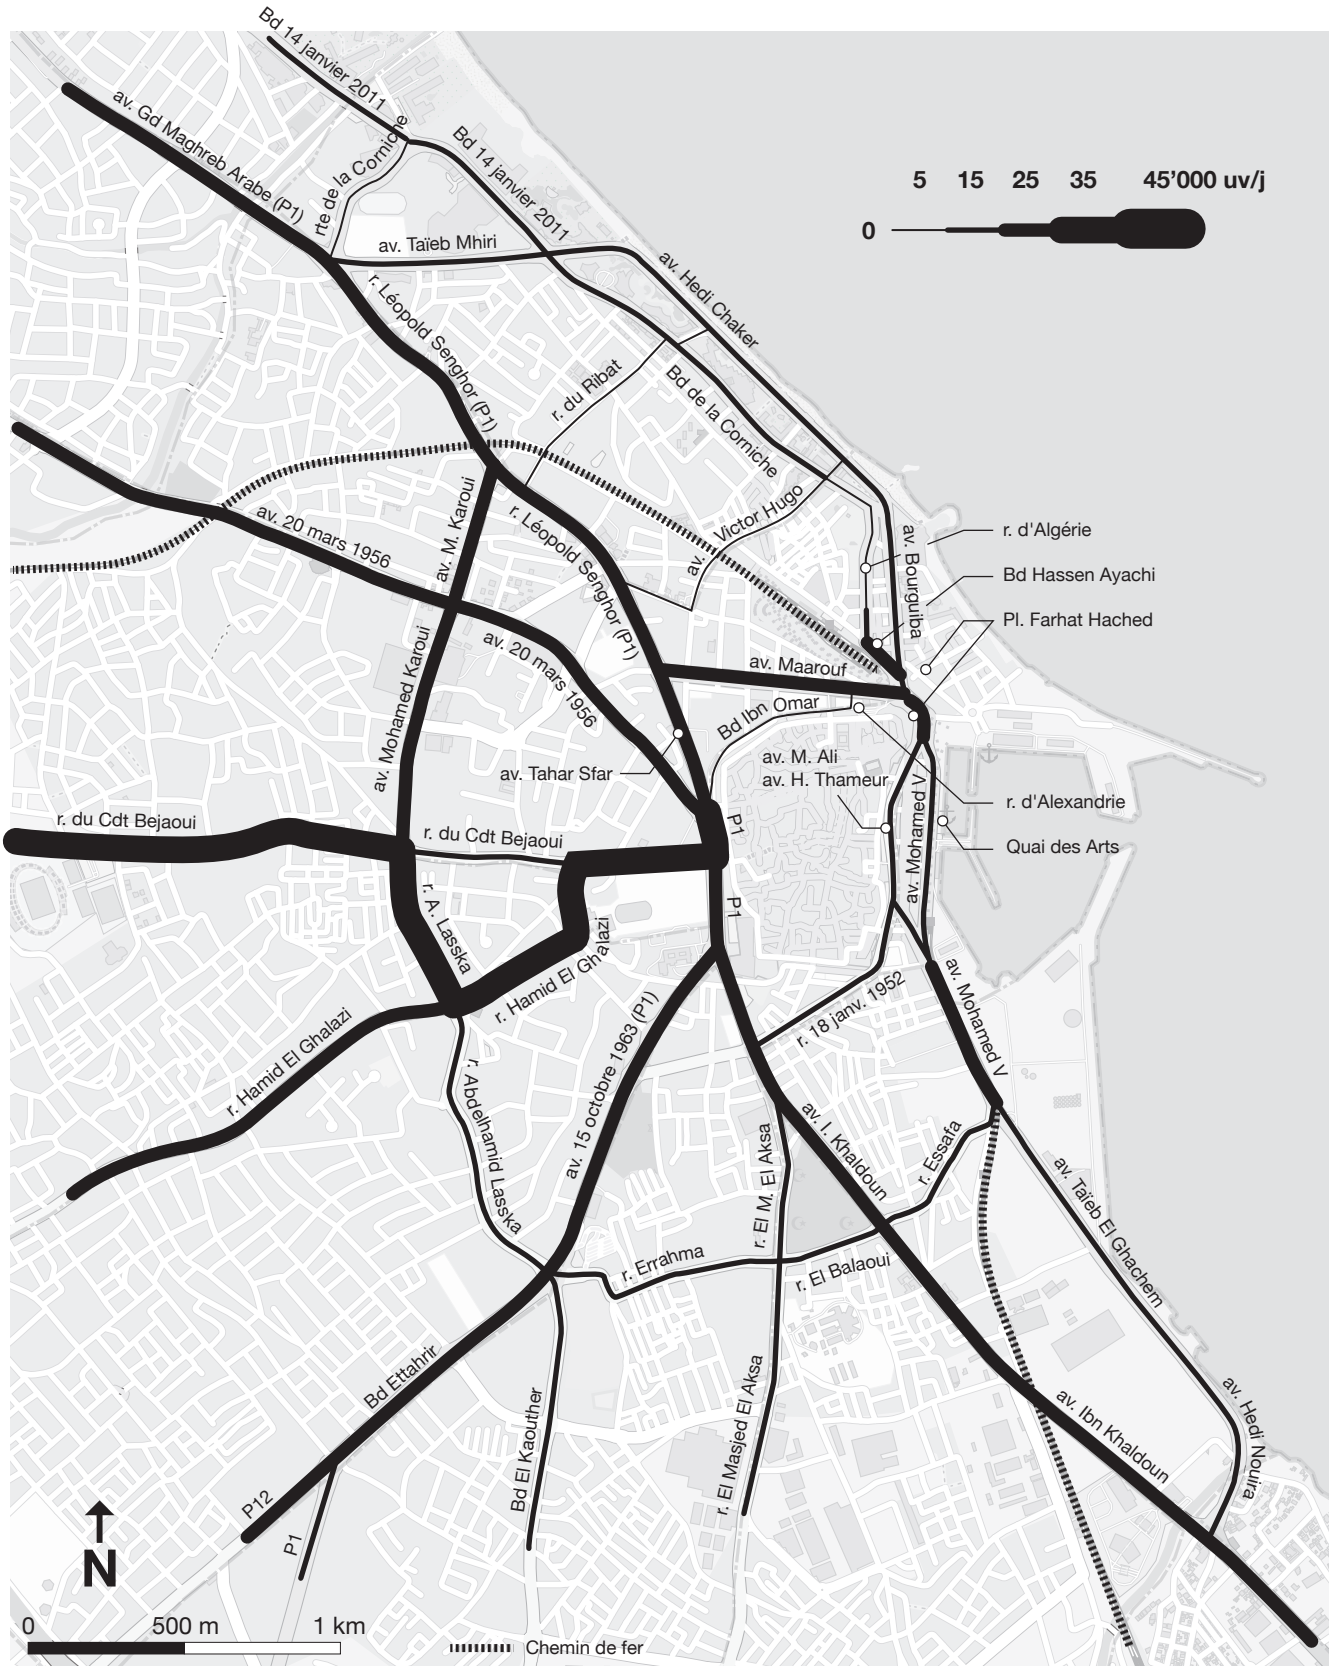 Bd 14 janvier 2011
av. Gd Maghreb Arabe (P1)
rte de la Corniche
Bd 14 janvier 2011
5 15 25 35 45’000 uv/j
0
av. Taïeb Mhiri
av. Hedi Chaker
r. Léopold Senghor (P1)
r. du Ribat
Bd de la Corniche
av. M. Karoui
av. 20 mars 1956
r. Léopold Senghor (P1)
av. Victor Hugo
av. Bourguiba
r. d'Algérie
Bd Hassen Ayachi
Pl. Farhat Hached
av. Mohamed Karoui
av. 20 mars 1956
av. Maarouf
Bd Ibn Omar
av. Tahar Sfar
av. M. Ali
av. H. Thameur
av. Mohamed V
r. d'Alexandrie
Quai des Arts
r. du Cdt Bejaoui
r. du Cdt Bejaoui
P1
P1
r. A. Lasska
r. Hamid El Ghalazi
r. Hamid El Ghalazi
av. 15 octobre 1963 (P1)
r. 18 janv. 1952
av. Mohamed V
r. Abdelhamid Lasska
r. El M. El Aksa
av. I. Khaldoun
r. Essafa
av. Taïeb El Ghachem
r. Errahma
r. El Balaoui
Bd Ettahrir
Bd El Kaouther
r. El Masjed El Aksa
av. Ibn Khaldoun
av. Hedi Nouira
P12
P1
N
0 500 m 1 km
Chemin de fer